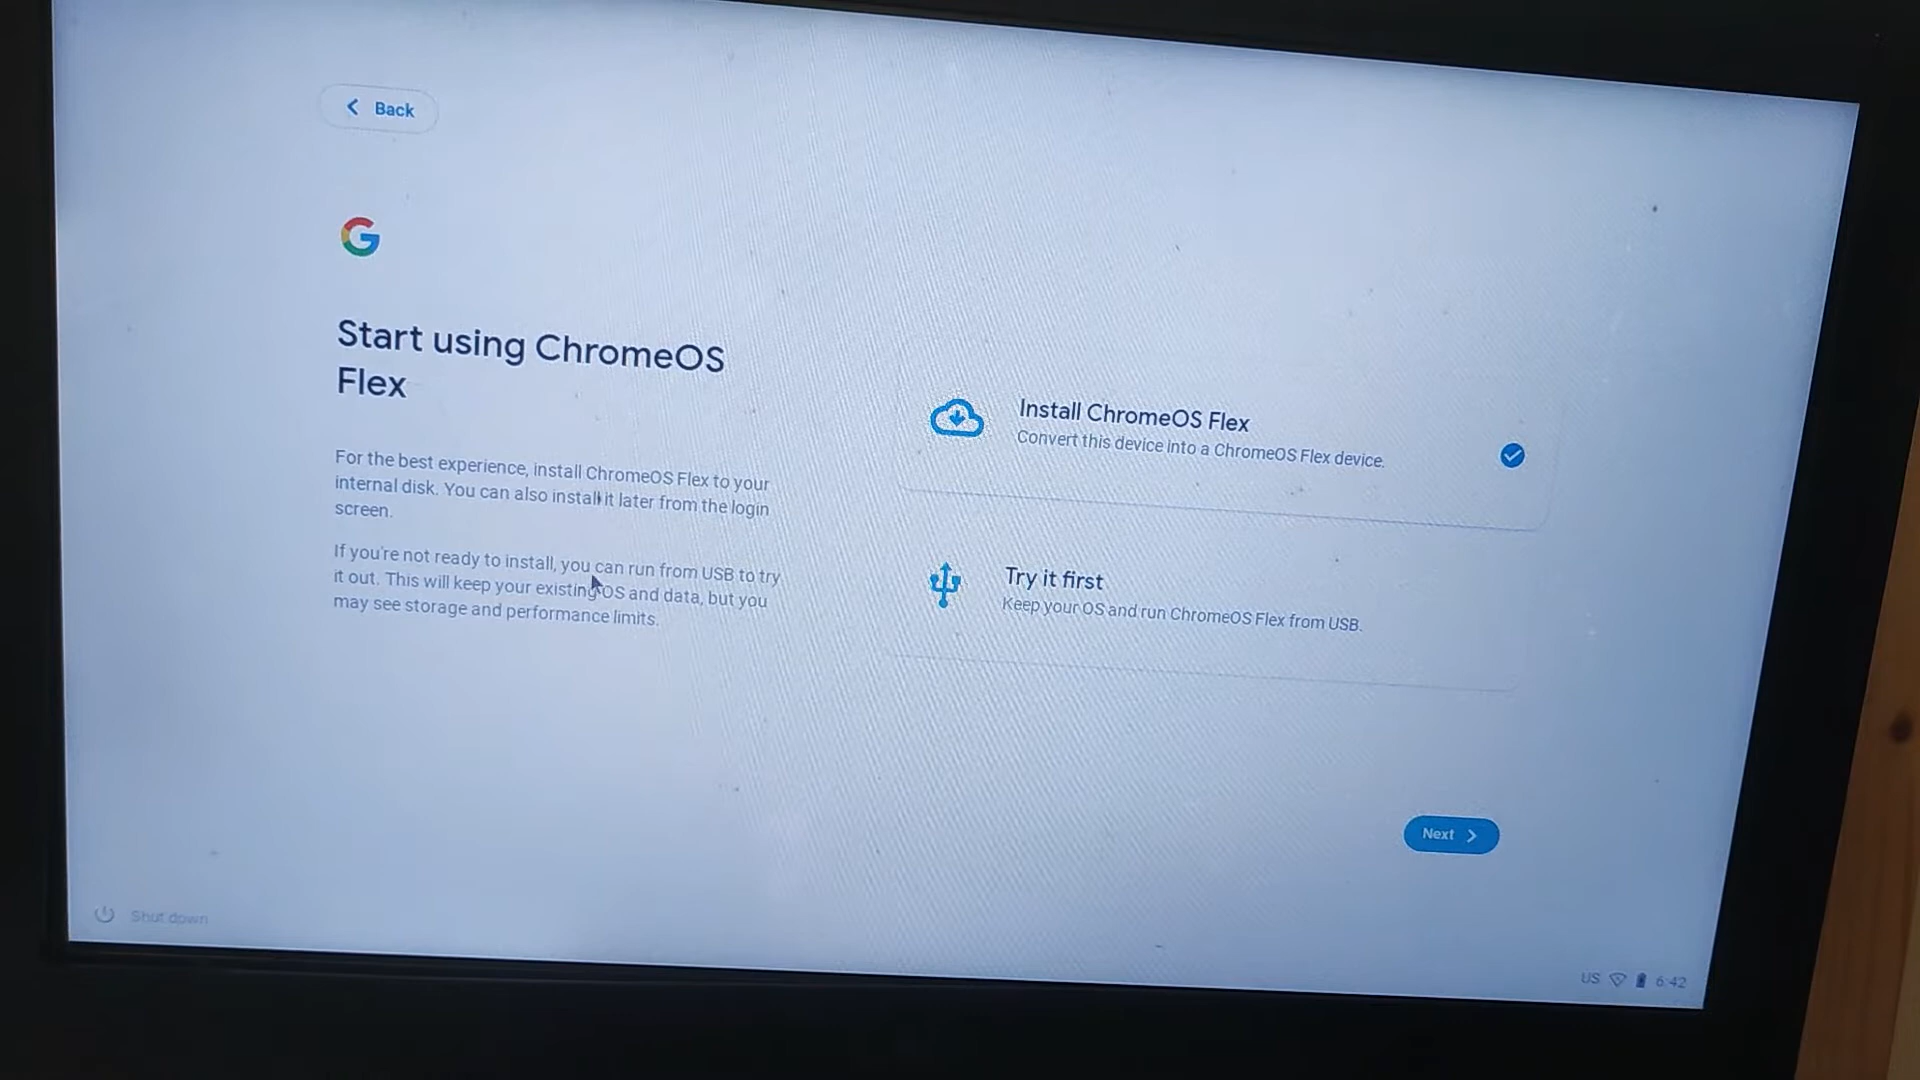 Back
Start using ChromeOS
Flex
For the best experience, install ChromeOS Flex to your
internal disk. You can also install it later from the login
screen.
If you're not ready to install, you can run from USB to try
it out. This will keep your existing OS and data, but you
may see storage and performance limits.
Install ChromeOS Flex
Convert this device into a ChromeOS Flex device.
Try it first
Keep your OS and run ChromeOS Flex from USB.
Next
Shut down
US 6:42